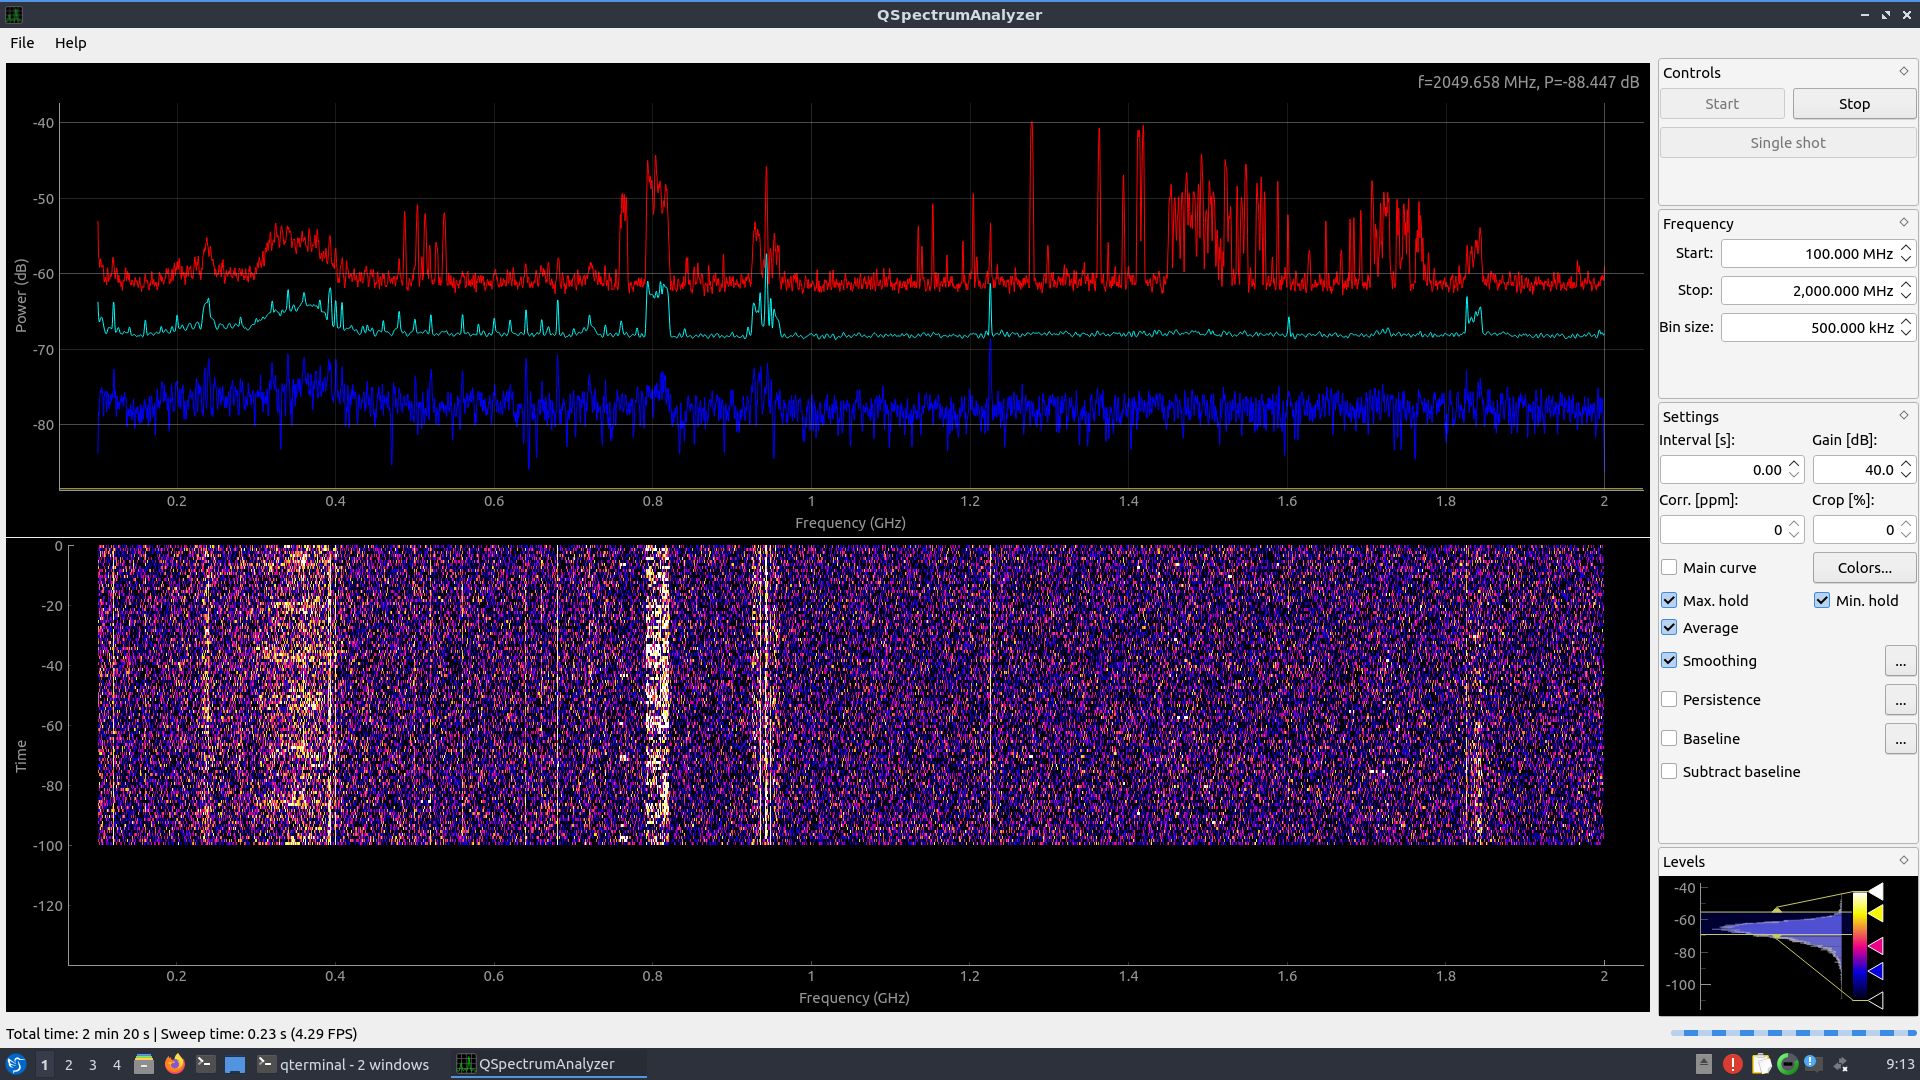 QSpectrumAnalyzer
File Help
f=2049.658 MHz, P=-88.447 dB
-40
-50
-60
-70
-80
Power (dB)
0.2 0.4 0.6 0.8 1 1.2 1.4 1.6 1.8 2
Frequency (GHz)
0
-20
-40
-60
-80
-100
-120
Time
0.2 0.4 0.6 0.8 1 1.2 1.4 1.6 1.8 2
Frequency (GHz)
Controls
Start Stop
Single shot
Frequency
Start: 100.000 MHz
Stop: 2,000.000 MHz
Bin size: 500.000 kHz
Settings
Interval [s]: Gain [dB]:
0.00 40.0
Corr. [ppm]: Crop [%]:
0 0
Main curve Colors...
Max. hold Min. hold
Average
Smoothing ...
Persistence ...
Baseline ...
Subtract baseline
Levels
-40
-60
-80
-100
Total time: 2 min 20 s | Sweep time: 0.23 s (4.29 FPS)
1 2 3 4 qterminal - 2 windows QSpectrumAnalyzer 9:13